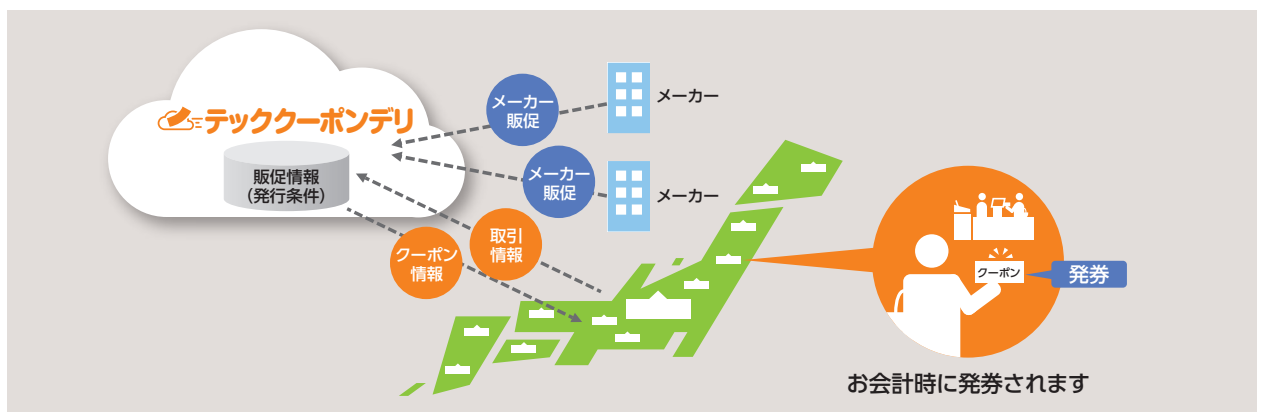 テッククーポンデリ
販促情報
(発行条件)
メーカー
販促
メーカー
メーカー
販促
メーカー
取引
情報
クーポン
情報
クーポン
発券
お会計時に発券されます